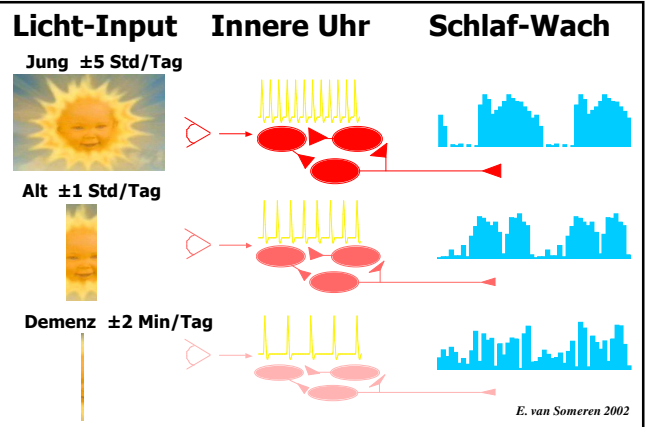 Licht-Input Innere Uhr Schlaf-Wach
Jung ±5 Std/Tag
Alt ±1 Std/Tag
Demenz ±2 Min/Tag
E. van Someren 2002